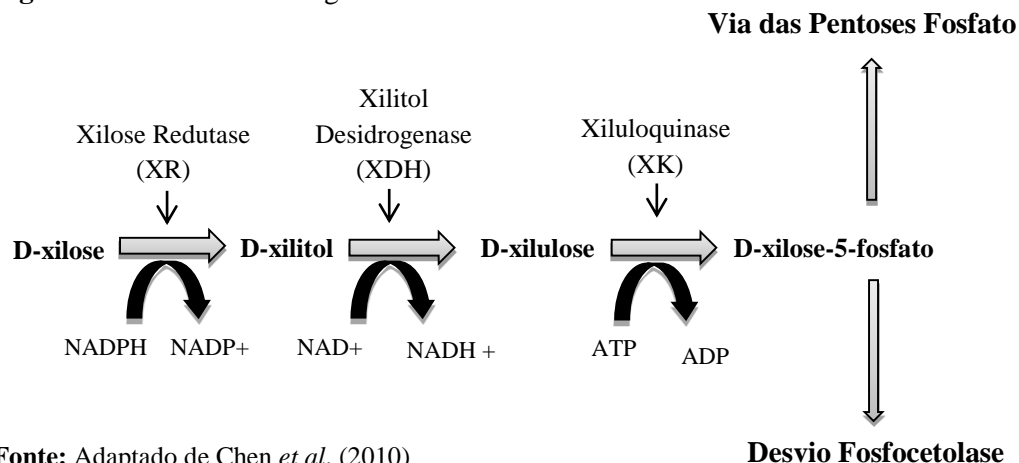 Via das Pentoses Fosfato
Xilitol
Xilose Redutase
Desidrogenase
Xiluloquinase
(XR)
(XDH)
(XK)
D-xilose
D-xilitol
D-xilulose
D-xilose-5-fosfato
NADPH
NADP+
NAD+
NADH +
ATP
ADP
Fonte: Adaptado de Chen et al. (2010)
Desvio Fosfocetolase